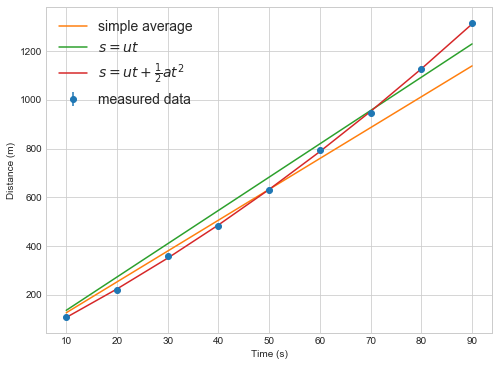 simple average
s = ut
s = ut + ½at²
measured data
Distance (m)
1200
1000
800
600
400
200
10 20 30 40 50 60 70 80 90
Time (s)